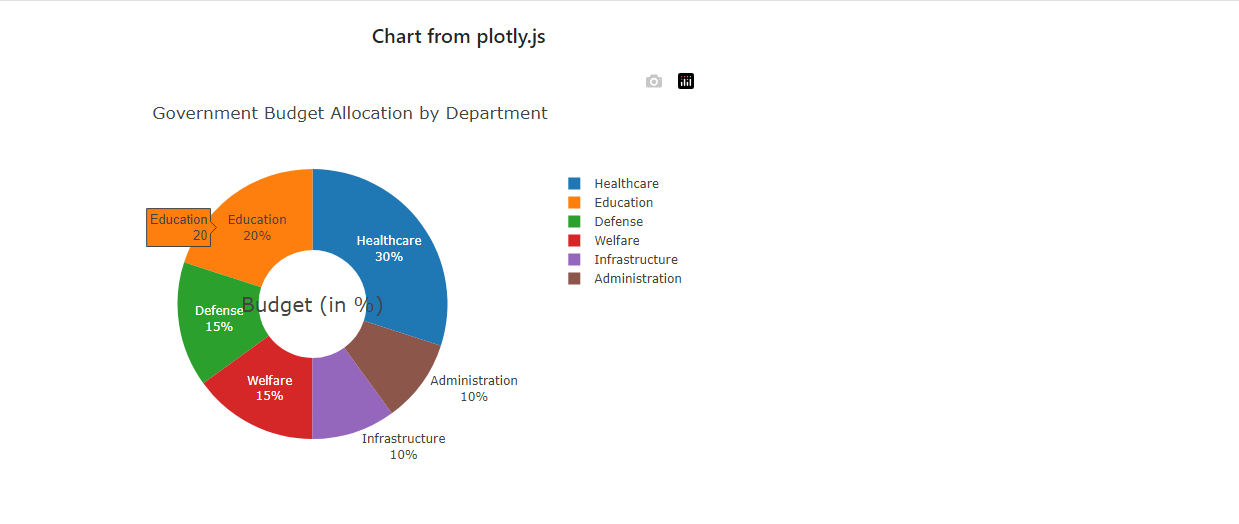 Chart from plotly.js
Government Budget Allocation by Department
Healthcare
Education
Defense
Welfare
Infrastructure
Administration
Education
20
Education
20%
Healthcare
30%
Budget (in %)
Defense
15%
Welfare
15%
Administration
10%
Infrastructure
10%